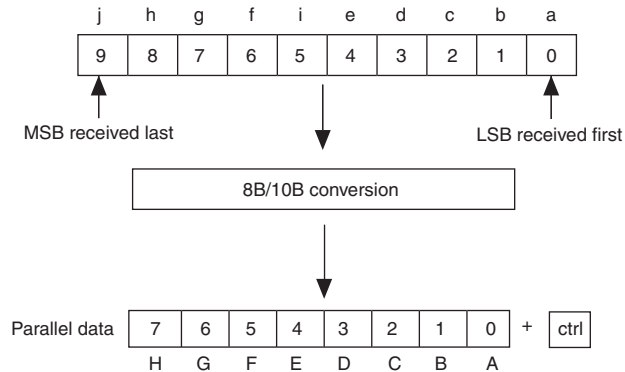 j h g f i e d c b a
9 8 7 6 5 4 3 2 1 0
MSB received last LSB received first
8B/10B conversion
Parallel data 7 6 5 4 3 2 1 0 + ctrl
H G F E D C B A